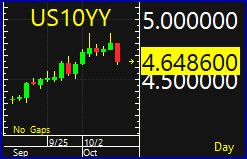 US10YY
5.000000
4.648600
4.500000
No Gaps
9/25 10/2
Sep Oct
Day